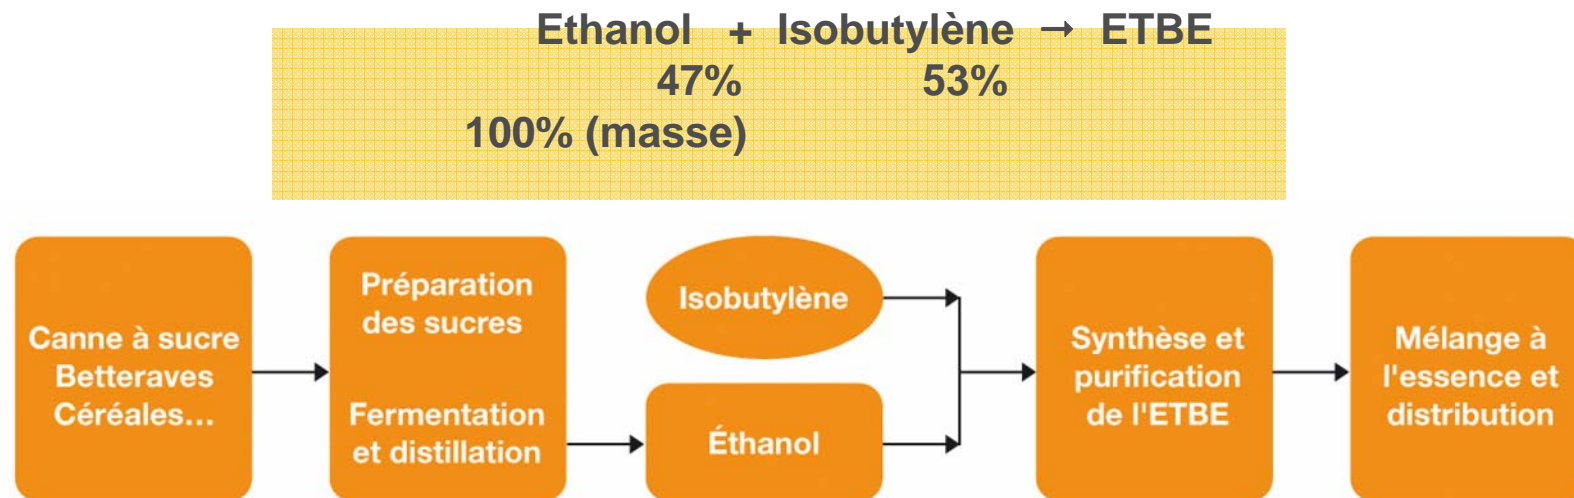 Ethanol + Isobutylène → ETBE
47% 53%
100% (masse)
Canne à sucre
Betteraves
Céréales...
Préparation
des sucres
Fermentation
et distillation
Isobutylène
Éthanol
Synthèse et
purification
de l'ETBE
Mélange à
l'essence et
distribution